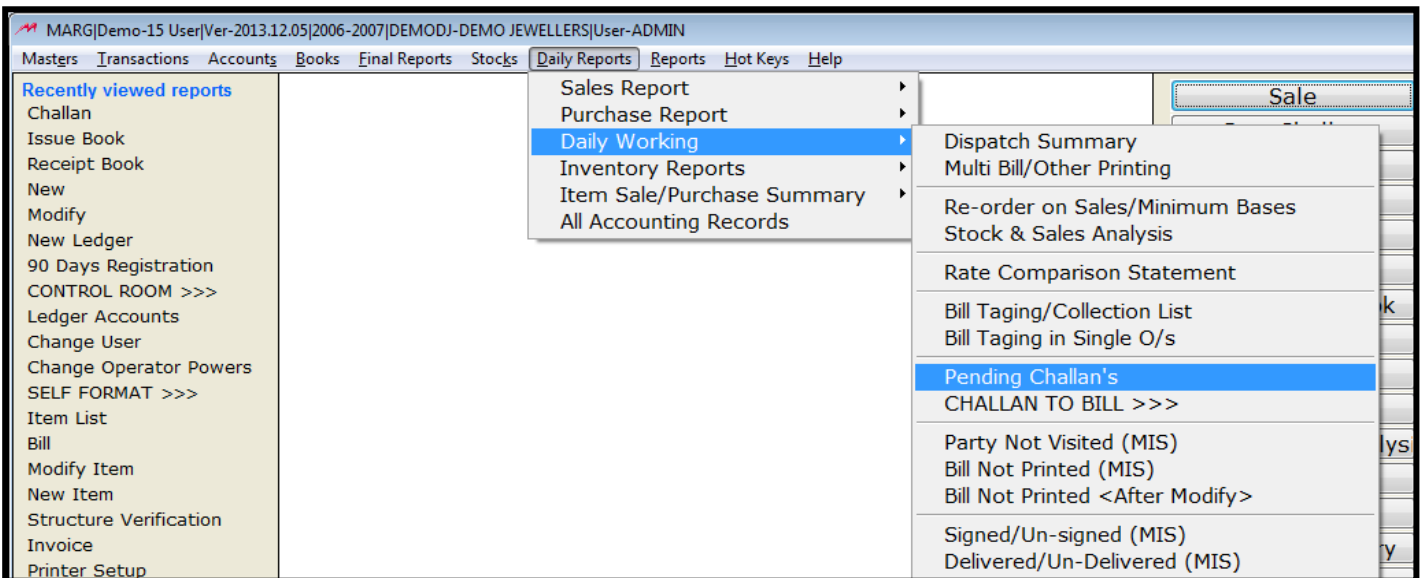 MARG|Demo-15 User|Ver-2013.12.05|2006-2007|DEMODJ-DEMO JEWELLERS|User-ADMIN
Masters Transactions Accounts Books Final Reports Stocks Daily Reports Reports Hot Keys Help
Recently viewed reports
Challan
Issue Book
Receipt Book
New
Modify
New Ledger
90 Days Registration
CONTROL ROOM >>>
Ledger Accounts
Change User
Change Operator Powers
SELF FORMAT >>>
Item List
Bill
Modify Item
New Item
Structure Verification
Invoice
Printer Setup
Sales Report
Purchase Report
Daily Working
Inventory Reports
Item Sale/Purchase Summary
All Accounting Records
Dispatch Summary
Multi Bill/Other Printing
Re-order on Sales/Minimum Bases
Stock & Sales Analysis
Rate Comparison Statement
Bill Taging/Collection List
Bill Taging in Single O/s
Pending Challan's
CHALLAN TO BILL >>>
Party Not Visited (MIS)
Bill Not Printed (MIS)
Bill Not Printed <After Modify>
Signed/Un-signed (MIS)
Delivered/Un-Delivered (MIS)
Sale